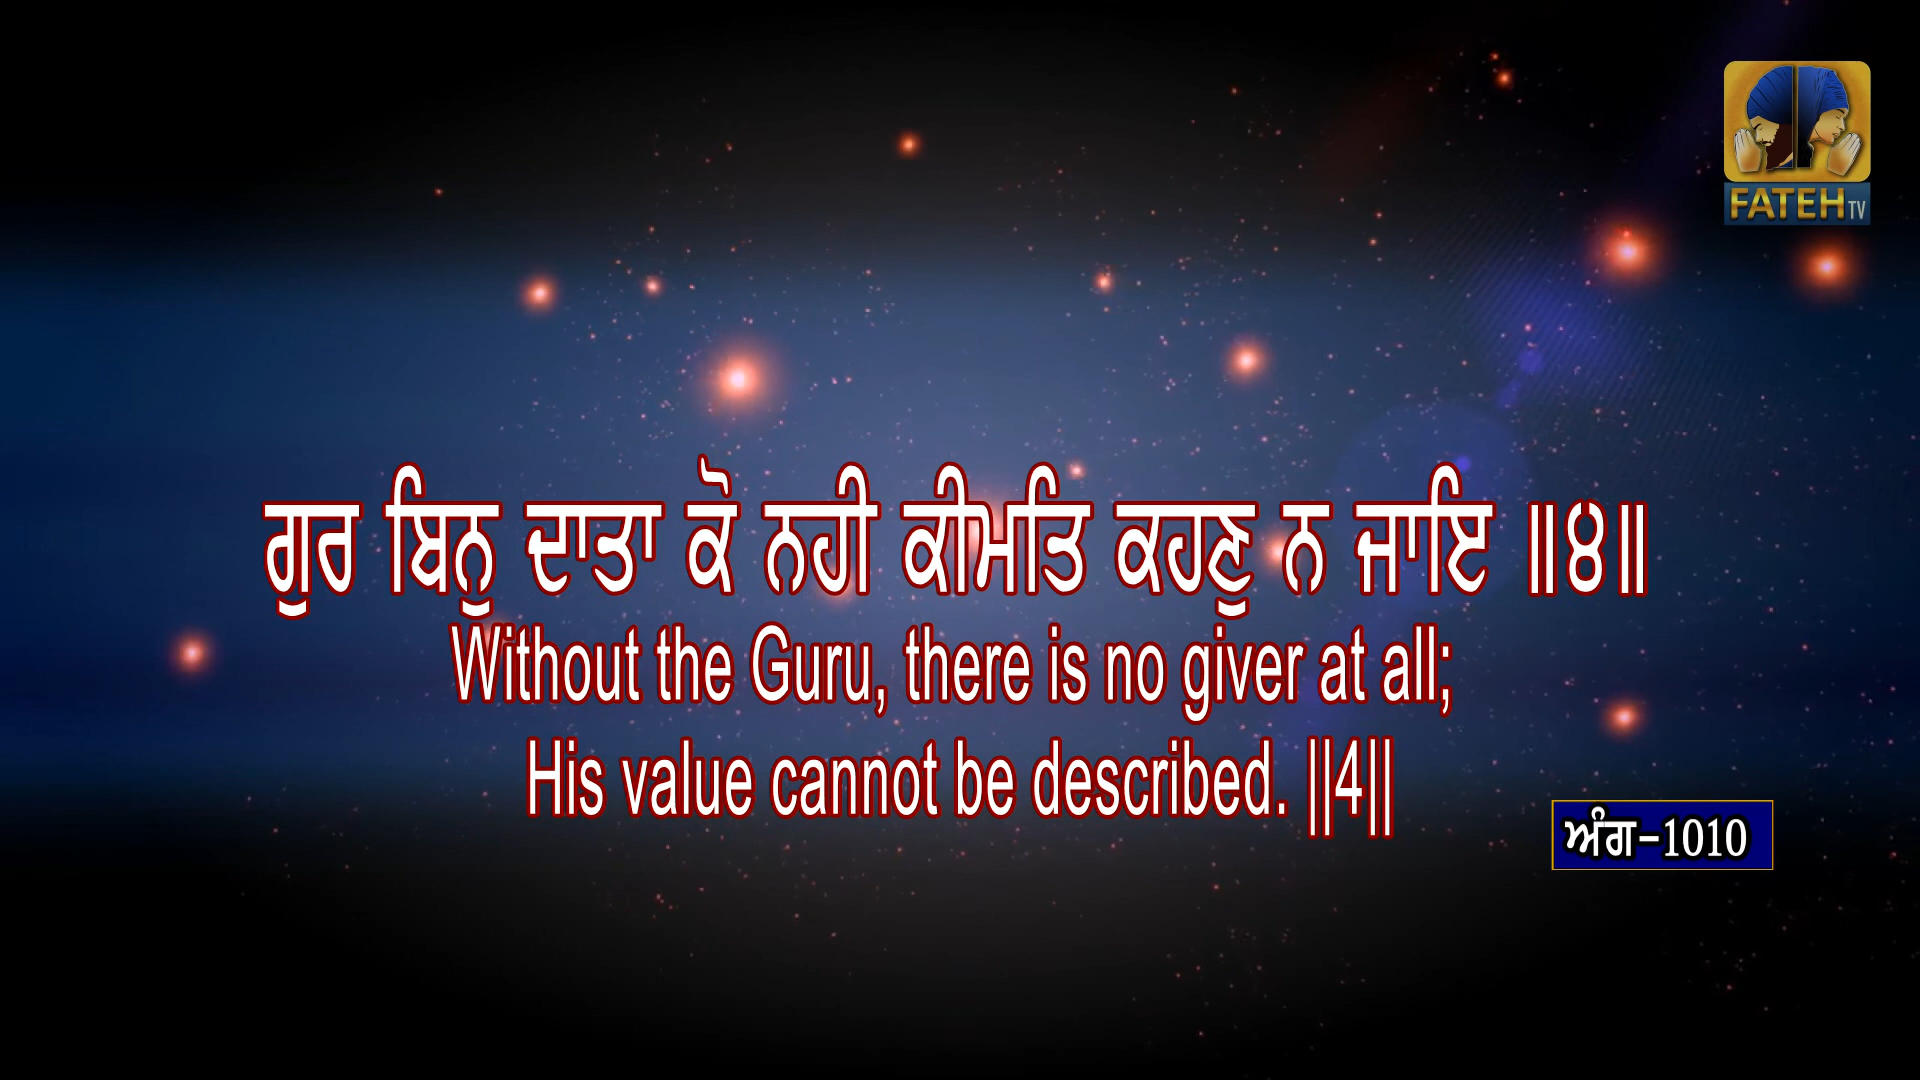 FATEH TV
ਗੁਰ ਬਿਨੁ ਦਾਤਾ ਕੋ ਨਹੀ ਕੀਮਤਿ ਕਹਣੁ ਨ ਜਾਇ ॥੪॥
Without the Guru, there is no giver at all;
His value cannot be described. ||4||
ਅੰਗ-1010